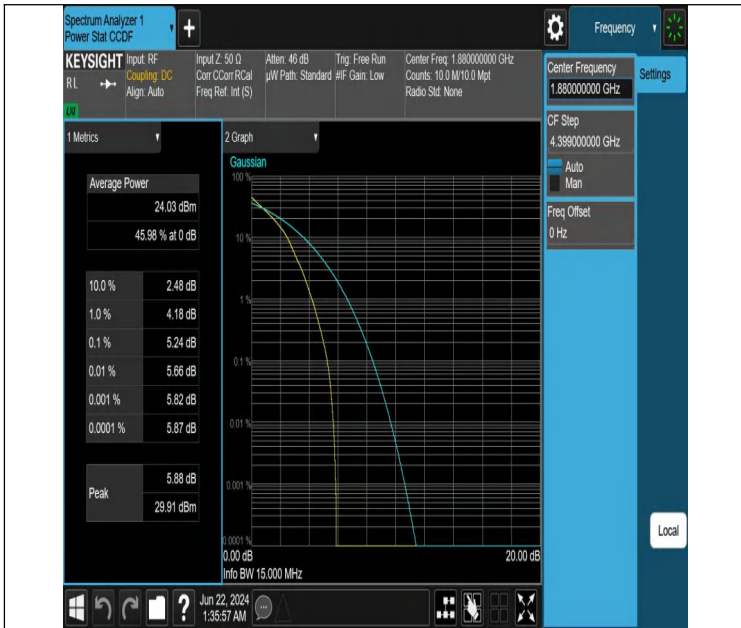 Spectrum Analyzer 1
Power Stat CCDF
Frequency
KEYSIGHT
RL
Input: RF
Coupling: DC
Align: Auto
Input Z: 50 Ω
Corr CCorr RCal
Freq Ref: Int (S)
Atten: 46 dB
µW Path: Standard
Trig: Free Run
#IF Gain: Low
Center Freq: 1.880000000 GHz
Counts: 10.0 M/10.0 Mpt
Radio Std: None
Center Frequency
1.880000000 GHz
Settings
CF Step
4.399000000 GHz
Auto
Man
Freq Offset
0 Hz
1 Metrics
Average Power
24.03 dBm
45.98 % at 0 dB
10.0 % 2.48 dB
1.0 % 4.18 dB
0.1 % 5.24 dB
0.01 % 5.66 dB
0.001 % 5.82 dB
0.0001 % 5.87 dB
Peak
5.88 dB
29.91 dBm
2 Graph
Gaussian
100 %
10 %
1 %
0.1 %
0.01 %
0.001 %
0.0001 %
0.00 dB
20.00 dB
Info BW 15.000 MHz
Local
?
Jun 22, 2024
1:35:57 AM